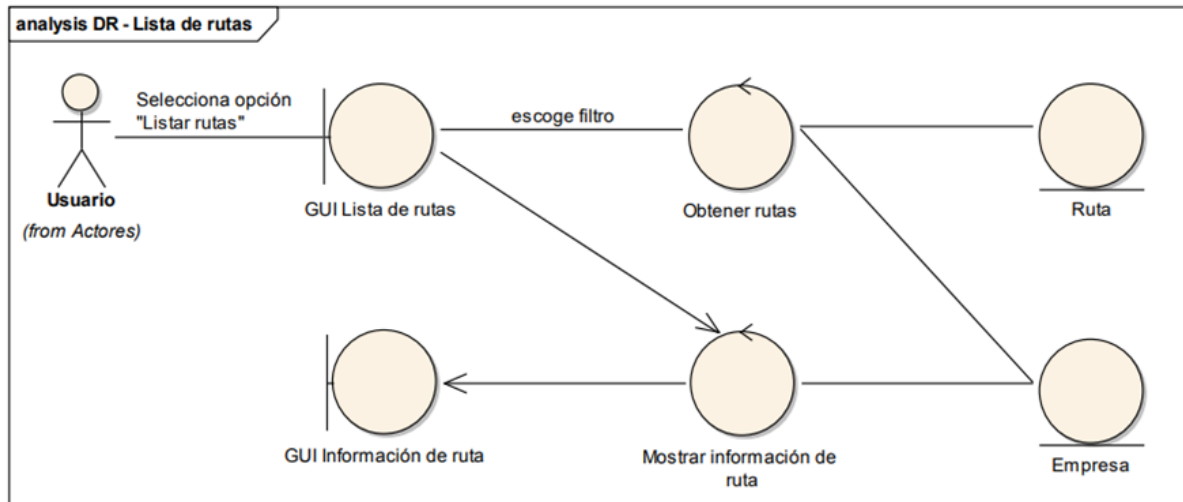 analysis DR - Lista de rutas
Selecciona opción
"Listar rutas"
escoge filtro
Usuario
(from Actores)
GUI Lista de rutas
Obtener rutas
Ruta
GUI Información de ruta
Mostrar información de
ruta
Empresa